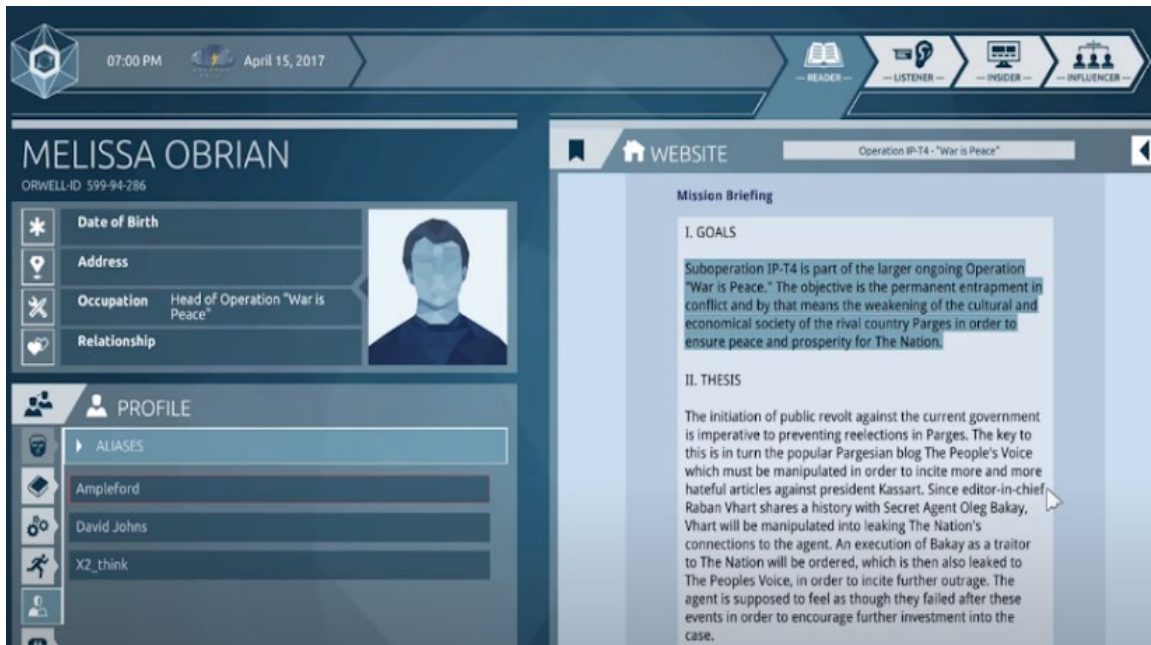 07:00 PM
April 15, 2017
— READER —
— LISTENER —
— INSIDER —
— INFLUENCER —
MELISSA OBRIAN
ORWELL-ID 599-94-286
Date of Birth
Address
Occupation Head of Operation "War is
Peace"
Relationship
PROFILE
ALIASES
Ampleford
David Johns
X2_think
WEBSITE
Operation IP-T4 - "War is Peace"
Mission Briefing
I. GOALS
Suboperation IP-T4 is part of the larger ongoing Operation
"War is Peace." The objective is the permanent entrapment in
conflict and by that means the weakening of the cultural and
economical society of the rival country Parges in order to
ensure peace and prosperity for The Nation.
II. THESIS
The initiation of public revolt against the current government
is imperative to preventing reelections in Parges. The key to
this is in turn the popular Pargesian blog The People's Voice
which must be manipulated in order to incite more and more
hateful articles against president Kassart. Since editor-in-chief
Raban Vhart shares a history with Secret Agent Oleg Bakay,
Vhart will be manipulated into leaking The Nation's
connections to the agent. An execution of Bakay as a traitor
to The Nation will be ordered, which is then also leaked to
The Peoples Voice, in order to incite further outrage. The
agent is supposed to feel as though they failed after these
events in order to encourage further investment into the
case.